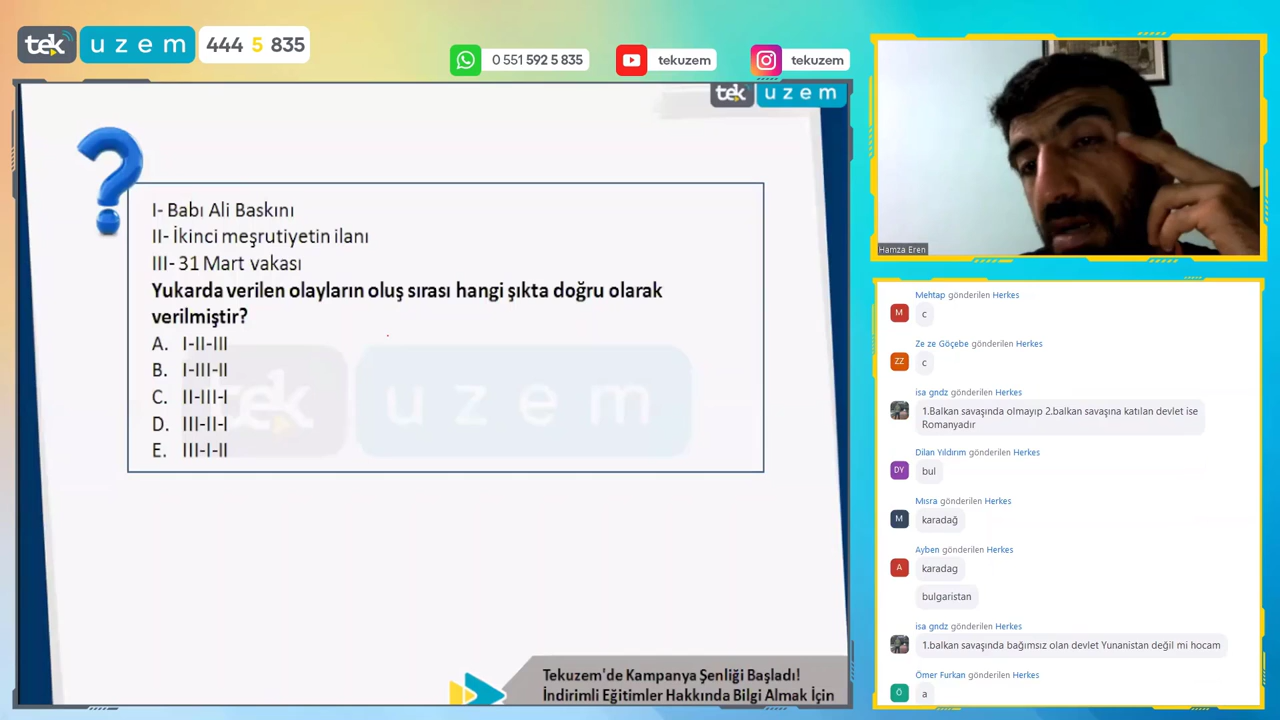 tek uzem 444 5 835
0 551 592 5 835
tekuzem
tekuzem
tek uzem
I- Babı Ali Baskını
II- İkinci meşrutiyetin ilanı
III- 31 Mart vakası
Yukarda verilen olayların oluş sırası hangi şıkta doğru olarak
verilmiştir?
A. I-II-III
B. I-III-II
C. II-III-I
D. III-II-I
E. III-I-II
tek uzem
Tekuzem'de Kampanya Şenliği Başladı!
İndirimli Eğitimler Hakkında Bilgi Almak İçin
Hamza Eren
Mehtap gönderilen Herkes
M
c
Ze ze Göçebe gönderilen Herkes
ZZ
c
isa gndz gönderilen Herkes
1.Balkan savaşında olmayıp 2.balkan savaşına katılan devlet ise
Romanyadır
Dilan Yıldırım gönderilen Herkes
DY
bul
Mısra gönderilen Herkes
M
karadağ
Ayben gönderilen Herkes
A
karadag
bulgaristan
isa gndz gönderilen Herkes
1.balkan savaşında bağımsız olan devlet Yunanistan değil mi hocam
Ömer Furkan gönderilen Herkes
Ö
a